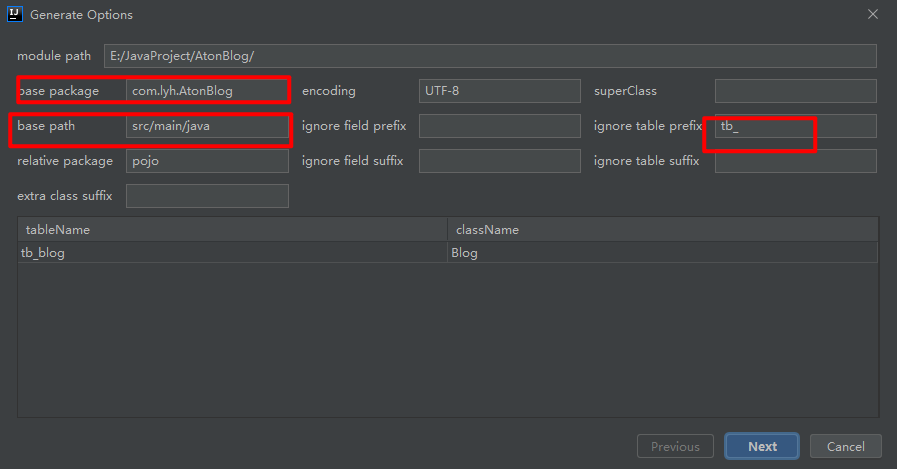 IJ Generate Options
module path E:/JavaProject/AtonBlog/
base package com.lyh.AtonBlog encoding UTF-8 superClass
base path src/main/java ignore field prefix ignore table prefix tb_
relative package pojo ignore field suffix ignore table suffix
extra class suffix
tableName className
tb_blog Blog
Previous Next Cancel